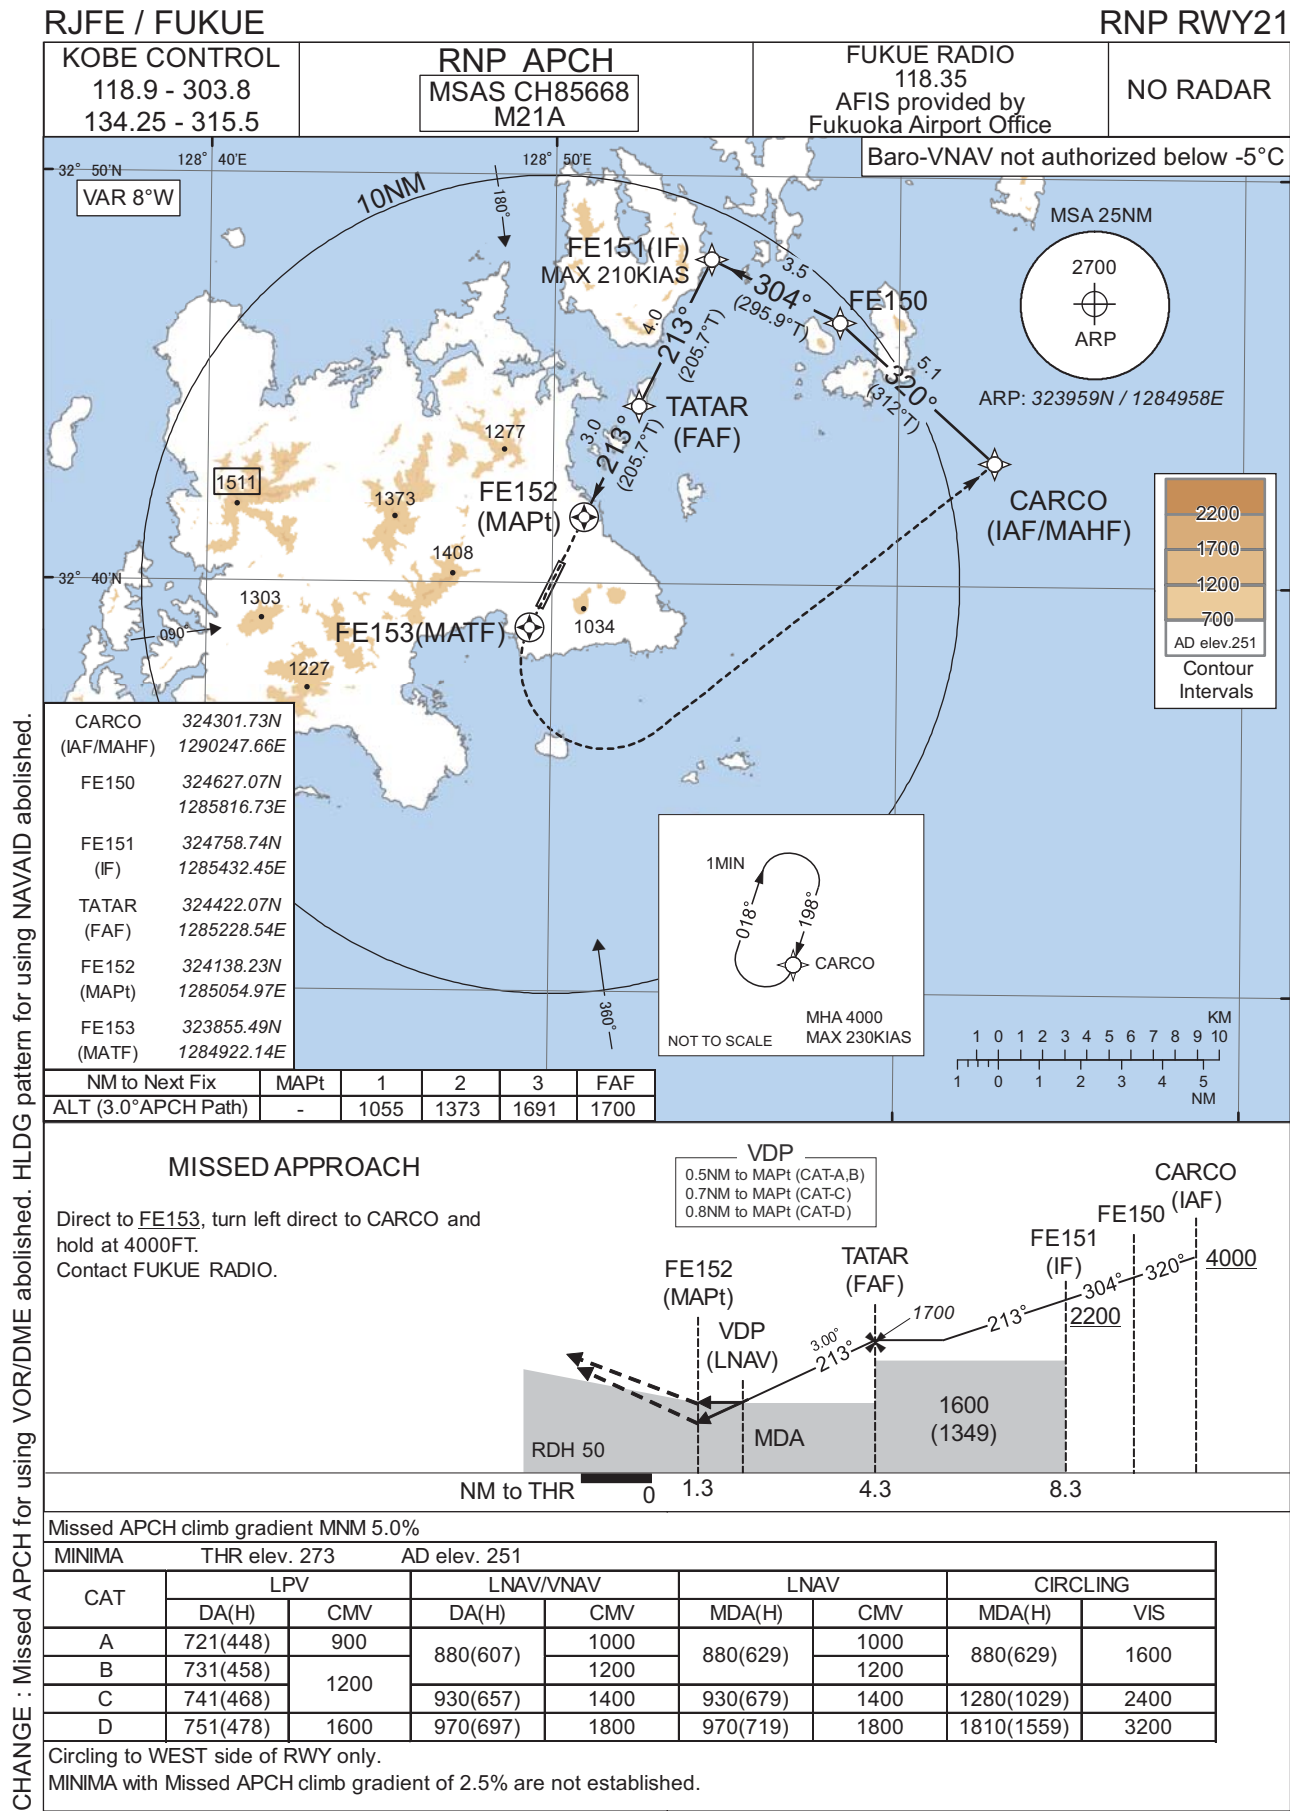 RJFE / FUKUE
RNP RWY21
KOBE CONTROL
118.9 - 303.8
134.25 - 315.5
RNP APCH
MSAS CH85668
M21A
FUKUE RADIO
118.35
AFIS provided by
Fukuoka Airport Office
NO RADAR
Baro-VNAV not authorized below -5°C
128° 40'E
128° 50'E
32° 50'N
VAR 8°W
10NM
180°
FE151(IF)
MAX 210KIAS
3.5
304°
(295.9°T)
FE150
MSA 25NM
2700
ARP
ARP: 323959N / 1284958E
4.0
213°
(205.7°T)
5.1
320°
(312°T)
TATAR
(FAF)
3.0
213°
(205.7°T)
1277
1511
1373
FE152
(MAPt)
CARCO
(IAF/MAHF)
2200
1700
1200
700
AD elev.251
Contour
Intervals
1408
32° 40'N
1303
090°
FE153(MATF)
1034
1227
CARCO 324301.73N
(IAF/MAHF) 1290247.66E
FE150 324627.07N
1285816.73E
FE151 324758.74N
(IF) 1285432.45E
TATAR 324422.07N
(FAF) 1285228.54E
FE152 324138.23N
(MAPt) 1285054.97E
FE153 323855.49N
(MATF) 1284922.14E
360°
1MIN
018°
198°
CARCO
MHA 4000
MAX 230KIAS
NOT TO SCALE
KM
1 0 1 2 3 4 5 6 7 8 9 10
1 0 1 2 3 4 5
NM
NM to Next Fix MAPt 1 2 3 FAF
ALT (3.0°APCH Path) - 1055 1373 1691 1700
MISSED APPROACH
Direct to FE153, turn left direct to CARCO and
hold at 4000FT.
Contact FUKUE RADIO.
VDP
0.5NM to MAPt (CAT-A,B)
0.7NM to MAPt (CAT-C)
0.8NM to MAPt (CAT-D)
CARCO
(IAF)
FE150
FE151
(IF)
TATAR
(FAF)
FE152
(MAPt)
VDP
(LNAV)
4000
320°
304°
2200
213°
1700
3.00°
213°
1600
(1349)
MDA
RDH 50
NM to THR 0 1.3 4.3 8.3
Missed APCH climb gradient MNM 5.0%
MINIMA THR elev. 273 AD elev. 251
CAT LPV LNAV/VNAV LNAV CIRCLING
DA(H) CMV DA(H) CMV MDA(H) CMV MDA(H) VIS
A 721(448) 900 880(607) 1000 880(629) 1000 880(629) 1600
B 731(458) 1200 1200 1200
C 741(468) 930(657) 1400 930(679) 1400 1280(1029) 2400
D 751(478) 1600 970(697) 1800 970(719) 1800 1810(1559) 3200
Circling to WEST side of RWY only.
MINIMA with Missed APCH climb gradient of 2.5% are not established.
CHANGE : Missed APCH for using VOR/DME abolished. HLDG pattern for using NAVAID abolished.